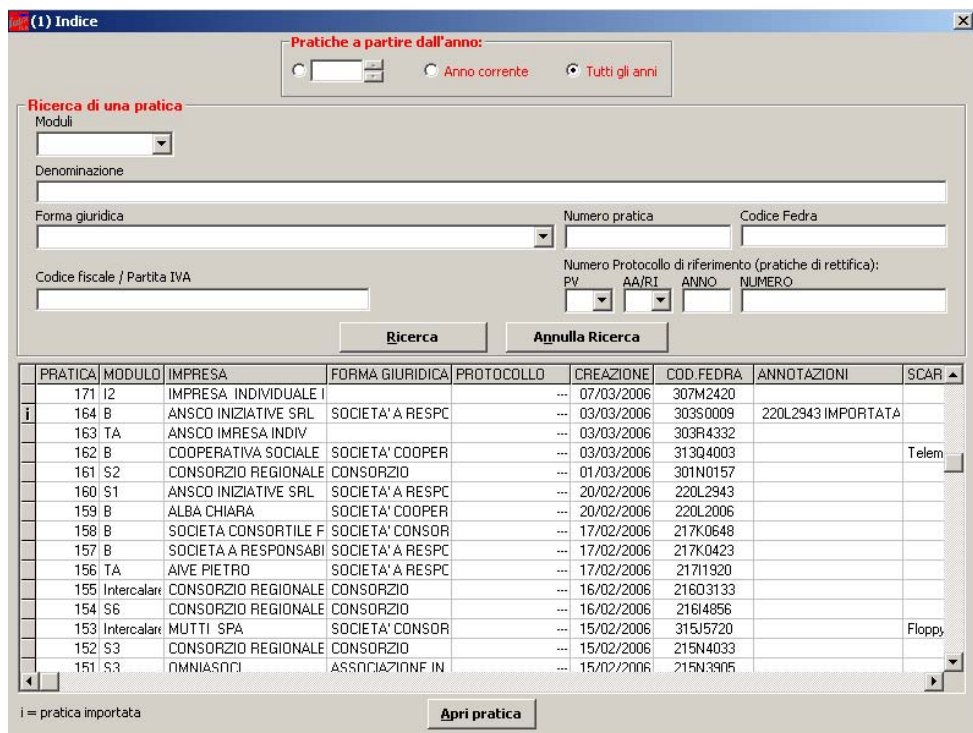 (1) Indice
Pratiche a partire dall'anno:
Anno corrente Tutti gli anni
Ricerca di una pratica
Moduli
Denominazione
Forma giuridica Numero pratica Codice Fedra
Codice fiscale / Partita IVA Numero Protocollo di riferimento (pratiche di rettifica):
PV AA/RI ANNO NUMERO
Ricerca Annulla Ricerca
PRATICA MODULO IMPRESA FORMA GIURIDICA PROTOCOLLO CREAZIONE COD.FEDRA ANNOTAZIONI SCAR
171 I2 IMPRESA INDIVIDUALE I --- 07/03/2006 307M2420
i 164 B ANSCO INIZIATIVE SRL SOCIETA' A RESPC --- 03/03/2006 303S0009 220L2943 IMPORTATA
163 TA ANSCO IMRESA INDIV --- 03/03/2006 303R4332
162 B COOPERATIVA SOCIALE SOCIETA' COOPER --- 03/03/2006 313Q4003 Telem
161 S2 CONSORZIO REGIONALE CONSORZIO --- 01/03/2006 301N0157
160 S1 ANSCO INIZIATIVE SRL SOCIETA' A RESPC --- 20/02/2006 220L2943
159 B ALBA CHIARA SOCIETA' COOPER --- 20/02/2006 220L2006
158 B SOCIETA CONSORTILE F SOCIETA' CONSOR --- 17/02/2006 217K0648
157 B SOCIETA A RESPONSABI SOCIETA' A RESPC --- 17/02/2006 217K0423
156 TA AIVE PIETRO SOCIETA' A RESPC --- 17/02/2006 217I1920
155 Intercalare CONSORZIO REGIONALE CONSORZIO --- 16/02/2006 216O3133
154 S6 CONSORZIO REGIONALE CONSORZIO --- 16/02/2006 216I4856
153 Intercalare MUTTI SPA SOCIETA' CONSOR --- 15/02/2006 315J5720 Floppy
152 S3 CONSORZIO REGIONALE CONSORZIO --- 15/02/2006 215N4033
151 S3 OMNIASOCI ASSOCIAZIONE IN --- 15/02/2006 215N3905
i = pratica importata Apri pratica